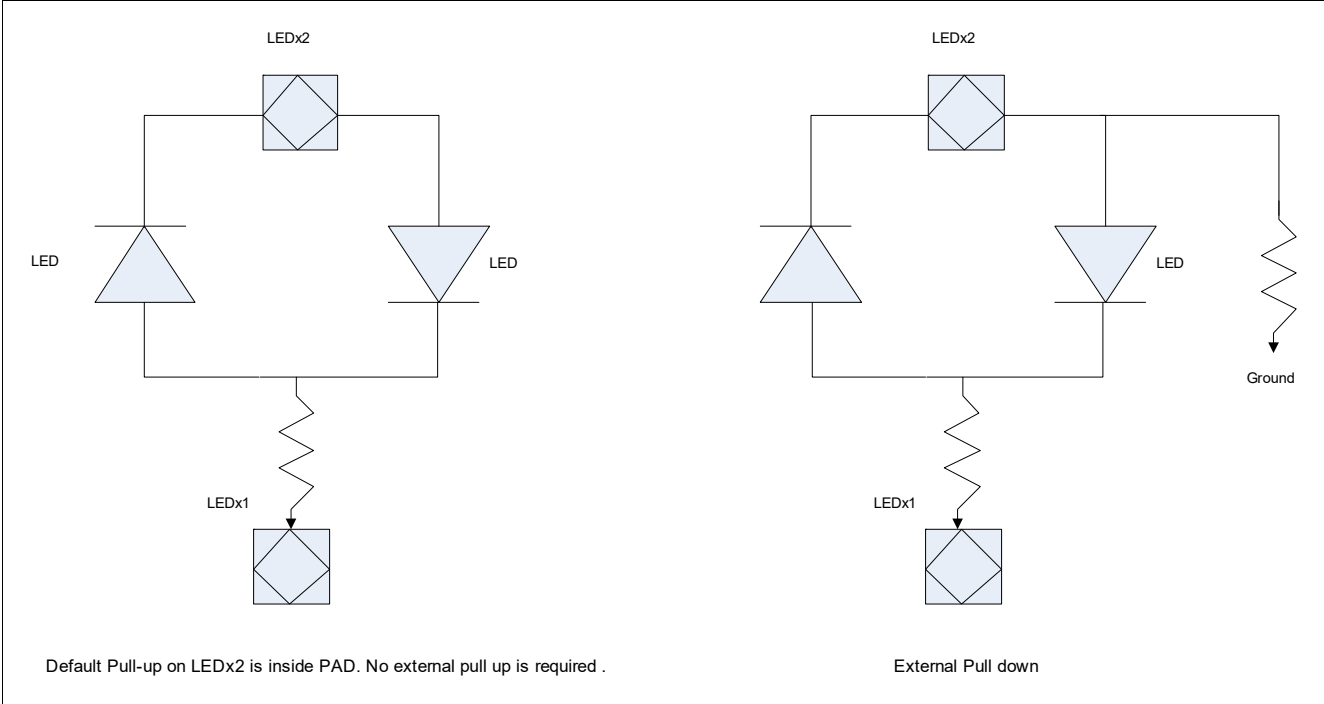 LEDx2
LED
LED
LEDx1
Default Pull-up on LEDx2 is inside PAD. No external pull up is required .
LEDx2
LED
Ground
LEDx1
External Pull down